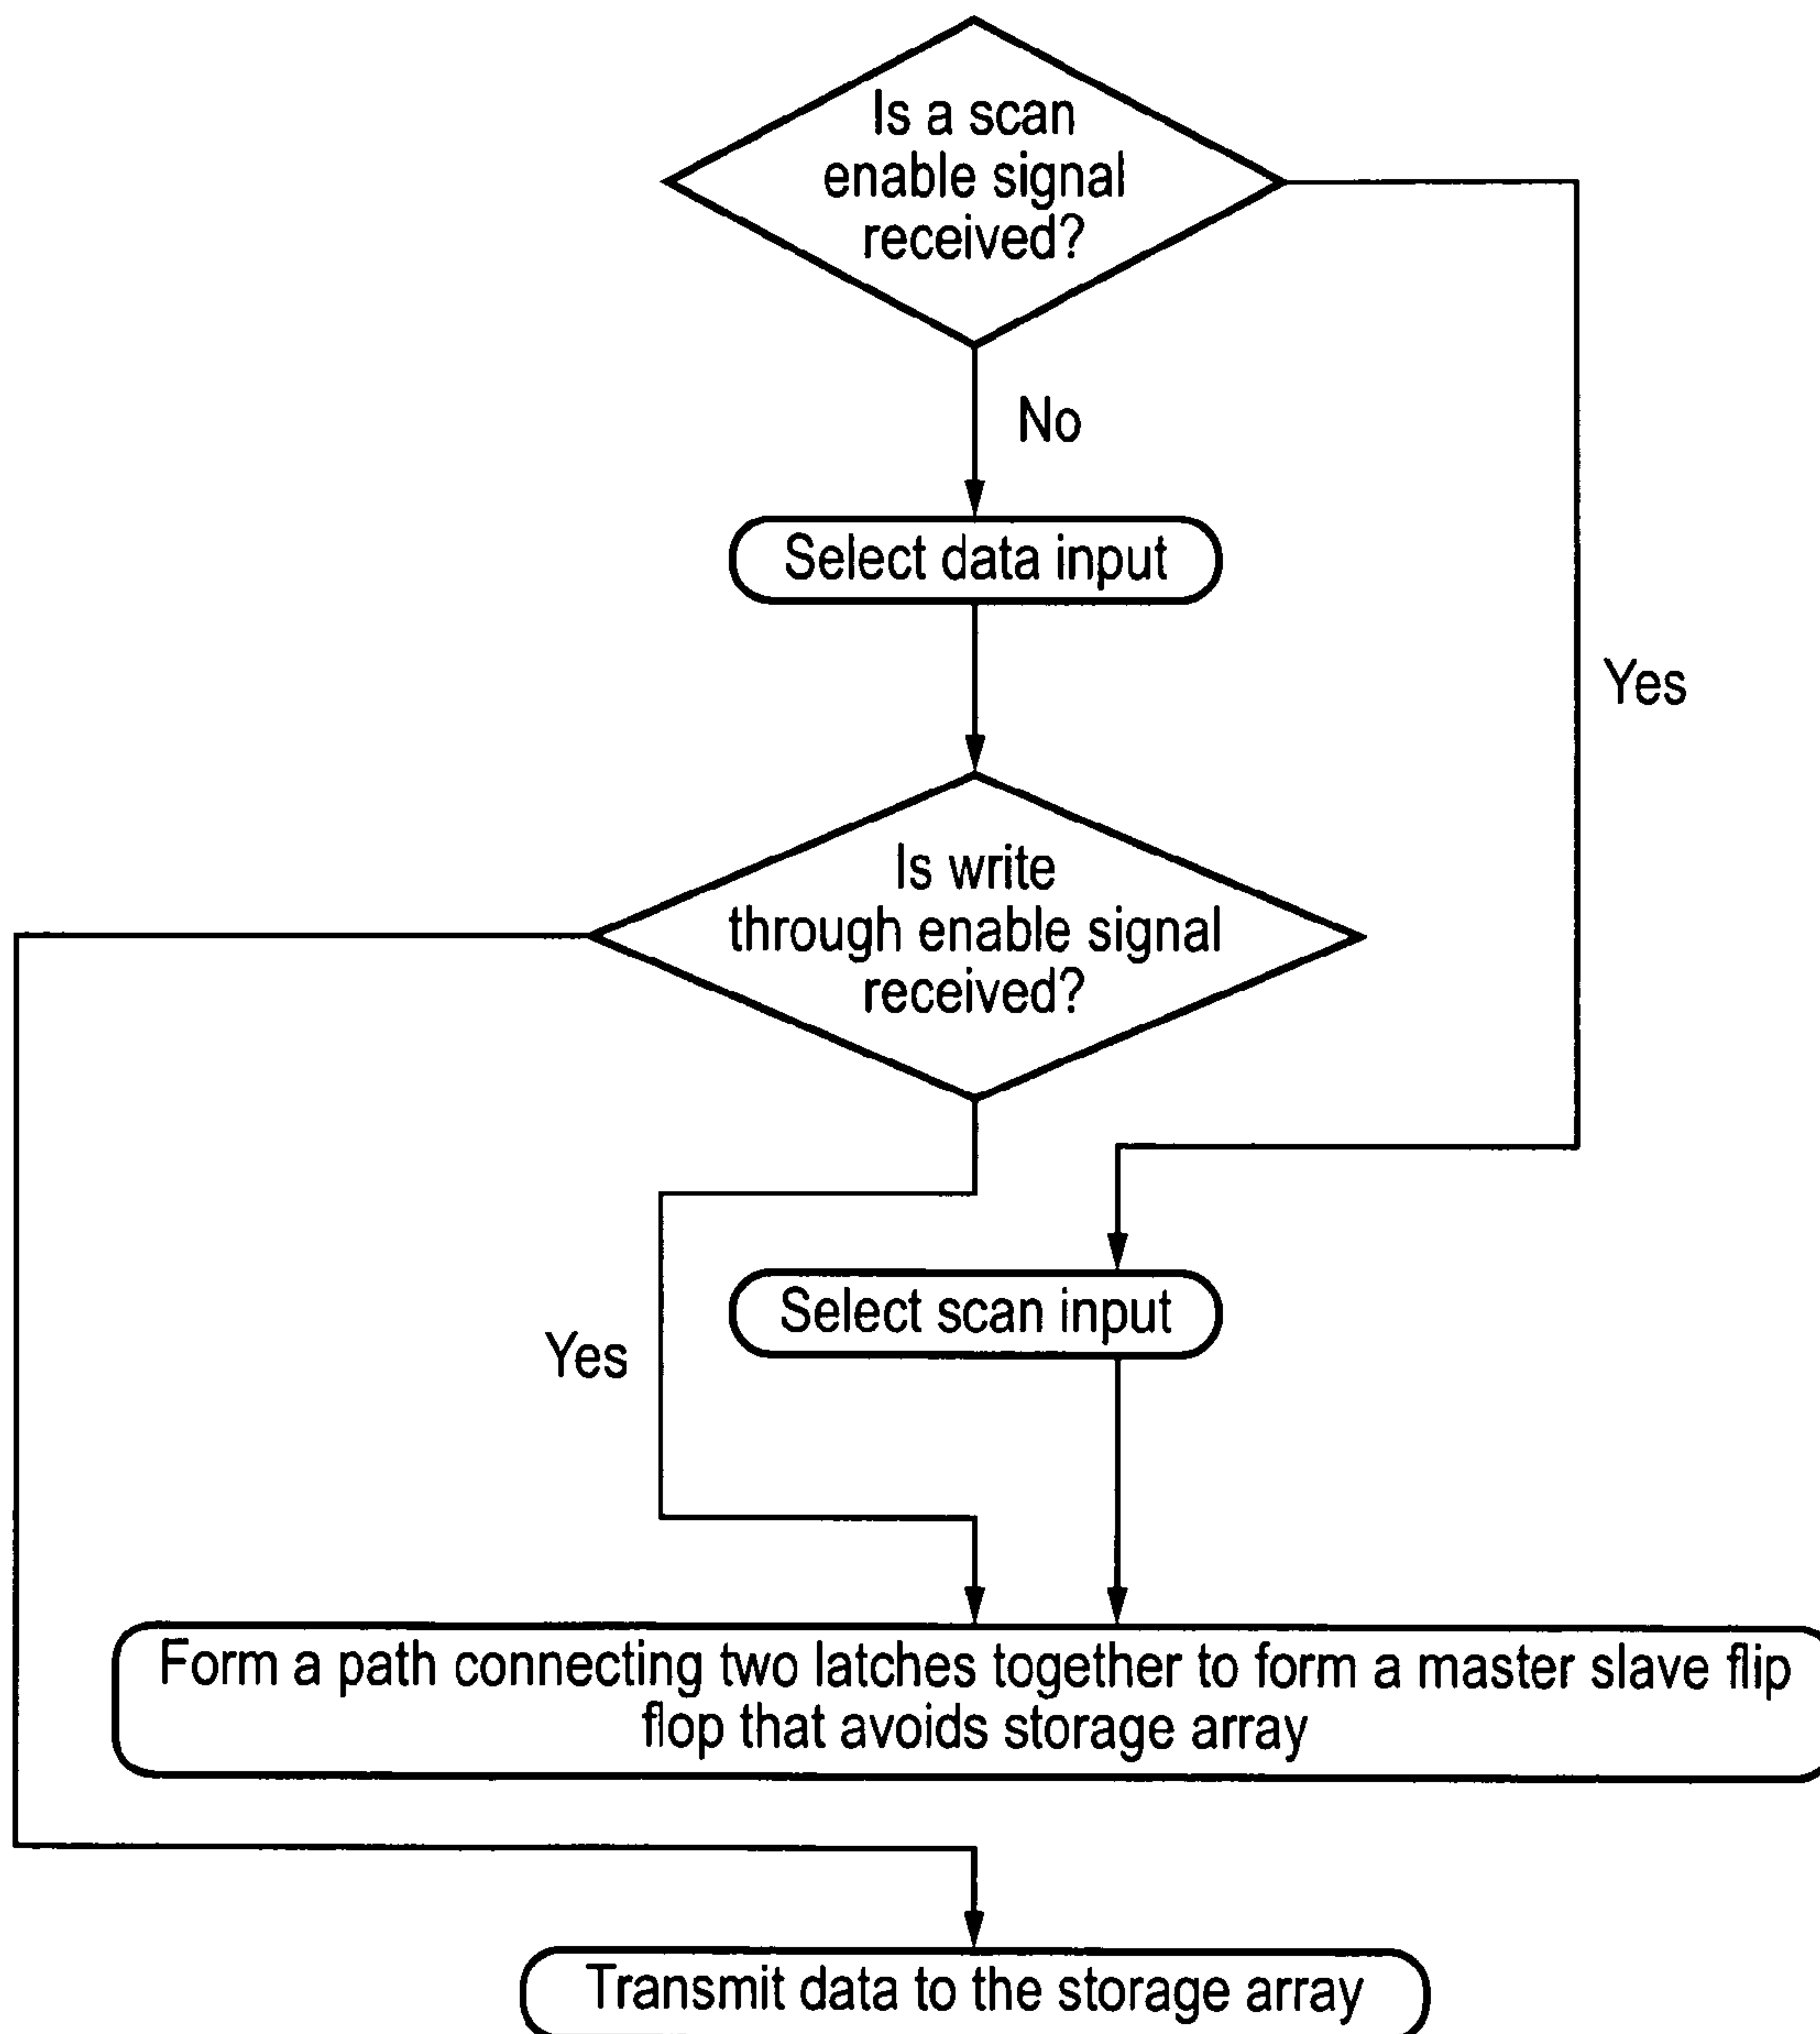 Is a scan
enable signal
received?
No
Select data input
Yes
Is write
through enable signal
received?
Select scan input
Yes
Form a path connecting two latches together to form a master slave flip
flop that avoids storage array
Transmit data to the storage array